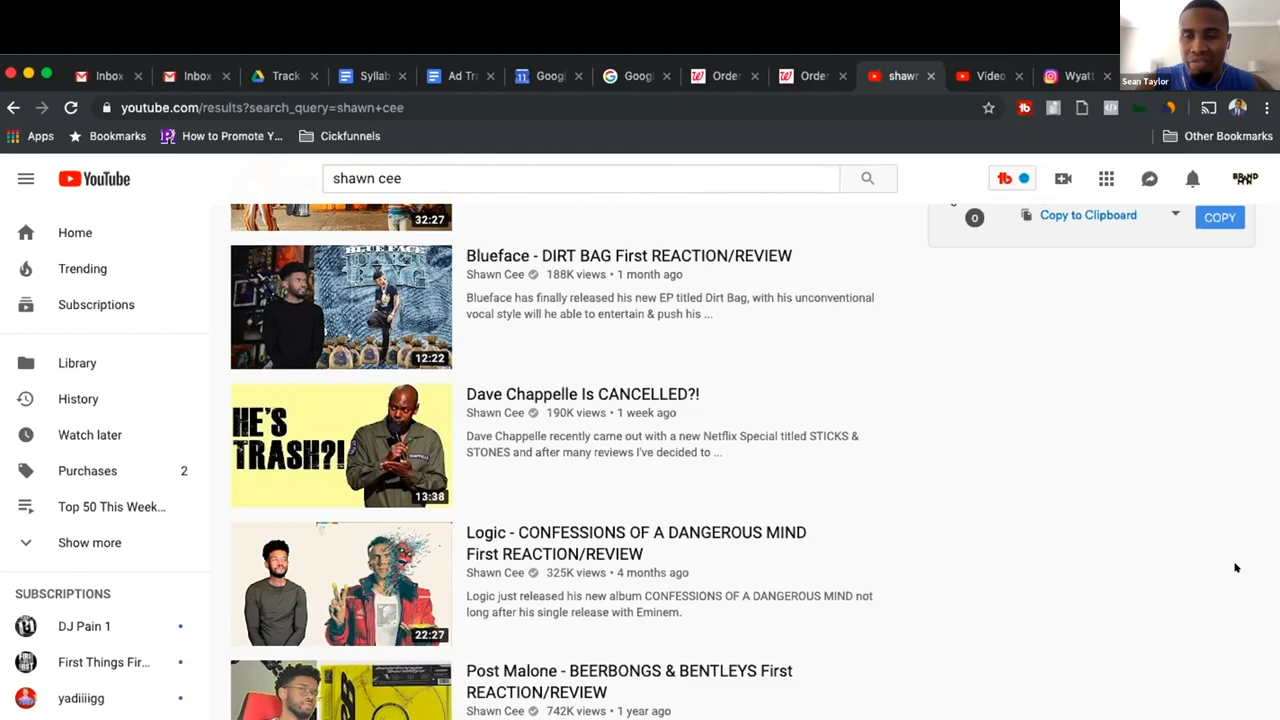 Sean Taylor
Inbox
Inbox
Track
Syllab
Ad Tra
Googl
Googl
Order
Order
shawn
Video
Wyatt
youtube.com/results?search_query=shawn+cee
Apps
Bookmarks
How to Promote Y...
Cickfunnels
Other Bookmarks
YouTube
shawn cee
tb
BRAND
Home
Trending
Subscriptions
Library
History
Watch later
Purchases 2
Top 50 This Week...
Show more
SUBSCRIPTIONS
DJ Pain 1
First Things Fir...
yadiiiigg
32:27
0
Copy to Clipboard
COPY
BLUEFACE
DIRT BAG
12:22
Blueface - DIRT BAG First REACTION/REVIEW
Shawn Cee 188K views • 1 month ago
Blueface has finally released his new EP titled Dirt Bag, with his unconventional
vocal style will he able to entertain & push his ...
HE'S
TRASH?!
13:38
Dave Chappelle Is CANCELLED?!
Shawn Cee 190K views • 1 week ago
Dave Chappelle recently came out with a new Netflix Special titled STICKS &
STONES and after many reviews I've decided to ...
22:27
Logic - CONFESSIONS OF A DANGEROUS MIND
First REACTION/REVIEW
Shawn Cee 325K views • 4 months ago
Logic just released his new album CONFESSIONS OF A DANGEROUS MIND not
long after his single release with Eminem.
Post Malone - BEERBONGS & BENTLEYS First
REACTION/REVIEW
Shawn Cee 742K views • 1 year ago